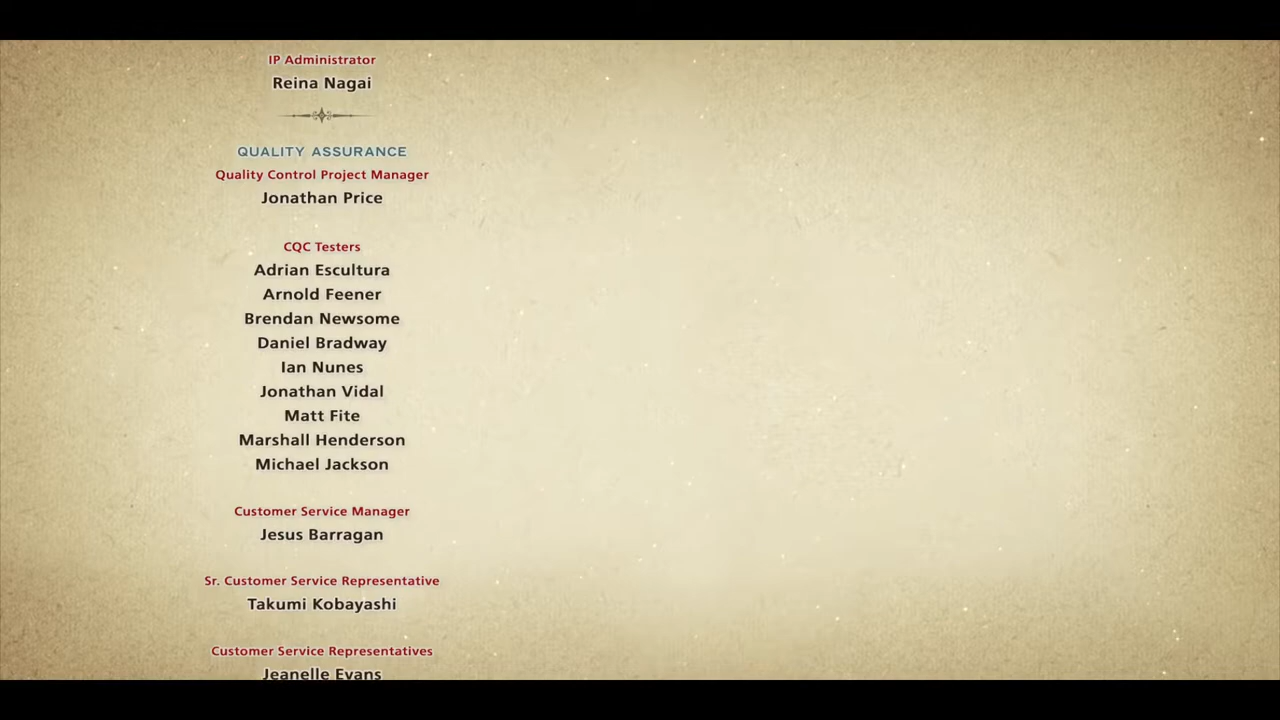 IP Administrator
Reina Nagai
QUALITY ASSURANCE
Quality Control Project Manager
Jonathan Price
CQC Testers
Adrian Escultura
Arnold Feener
Brendan Newsome
Daniel Bradway
Ian Nunes
Jonathan Vidal
Matt Fite
Marshall Henderson
Michael Jackson
Customer Service Manager
Jesus Barragan
Sr. Customer Service Representative
Takumi Kobayashi
Customer Service Representatives
Jeanelle Evans